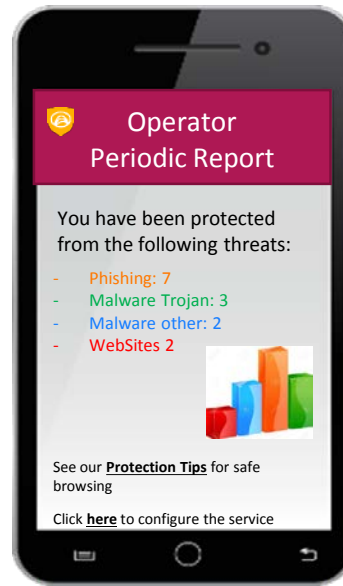 Operator
Periodic Report
You have been protected
from the following threats:
- Phishing: 7
- Malware Trojan: 3
- Malware other: 2
- WebSites 2
See our Protection Tips for safe
browsing
Click here to configure the service